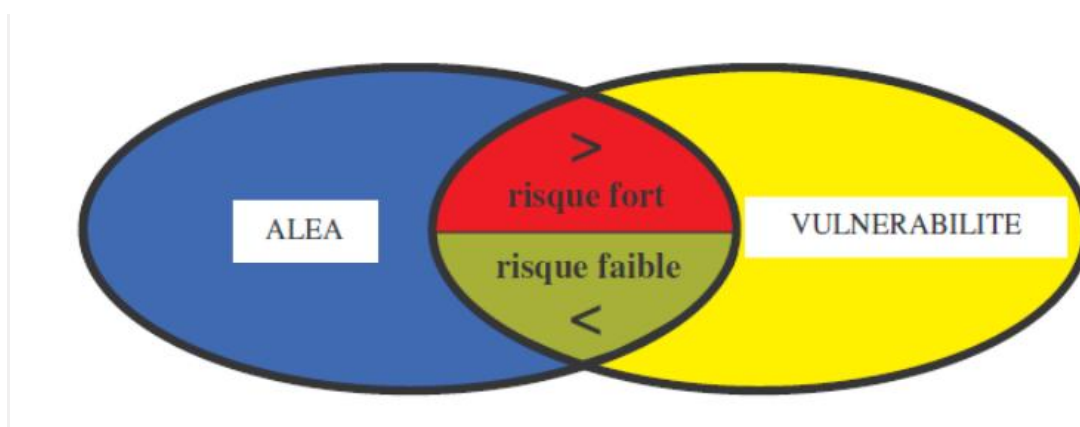 >
risque fort
ALEA
VULNERABILITE
risque faible
<